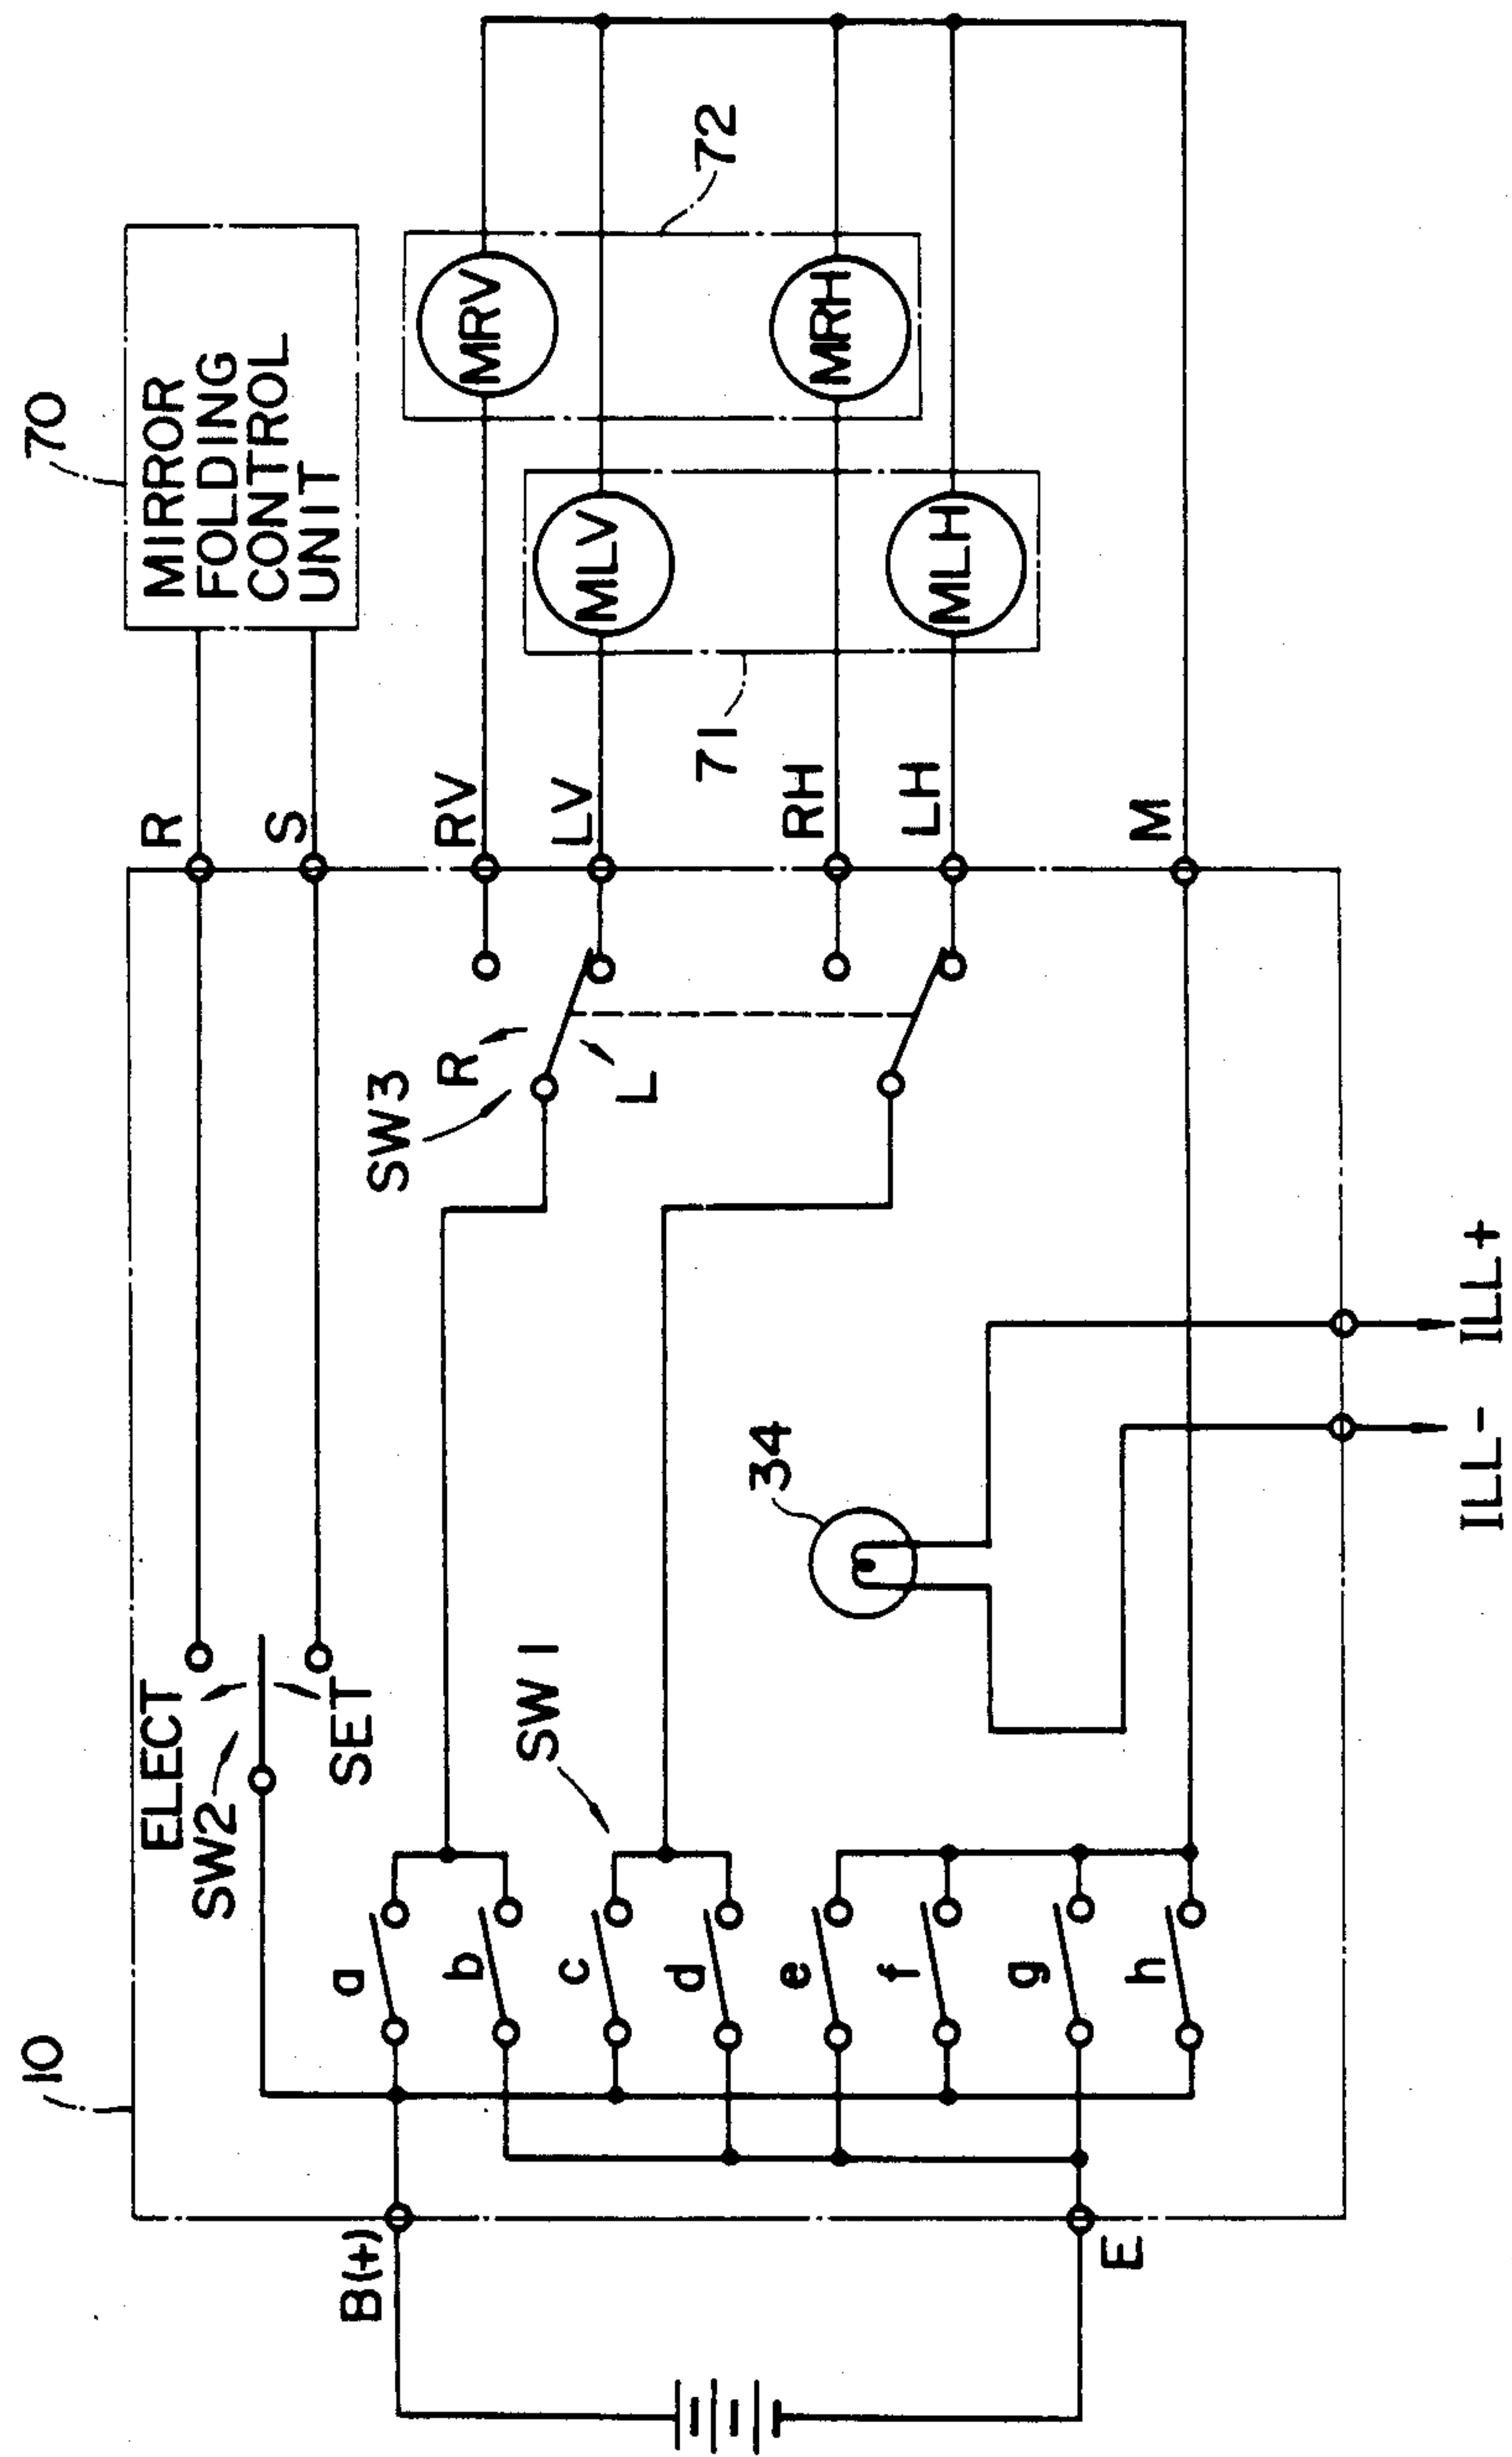 10
70
ELECT
SW2
SET
R
S
MIRROR
FOLDING
CONTROL
UNIT
B(+)
a
b
c
d
e
f
g
h
E
SW1
SW3
R
L
RV
LV
RH
LH
M
MRV
MLV
MRH
MLH
71
72
34
ILL-
ILL+